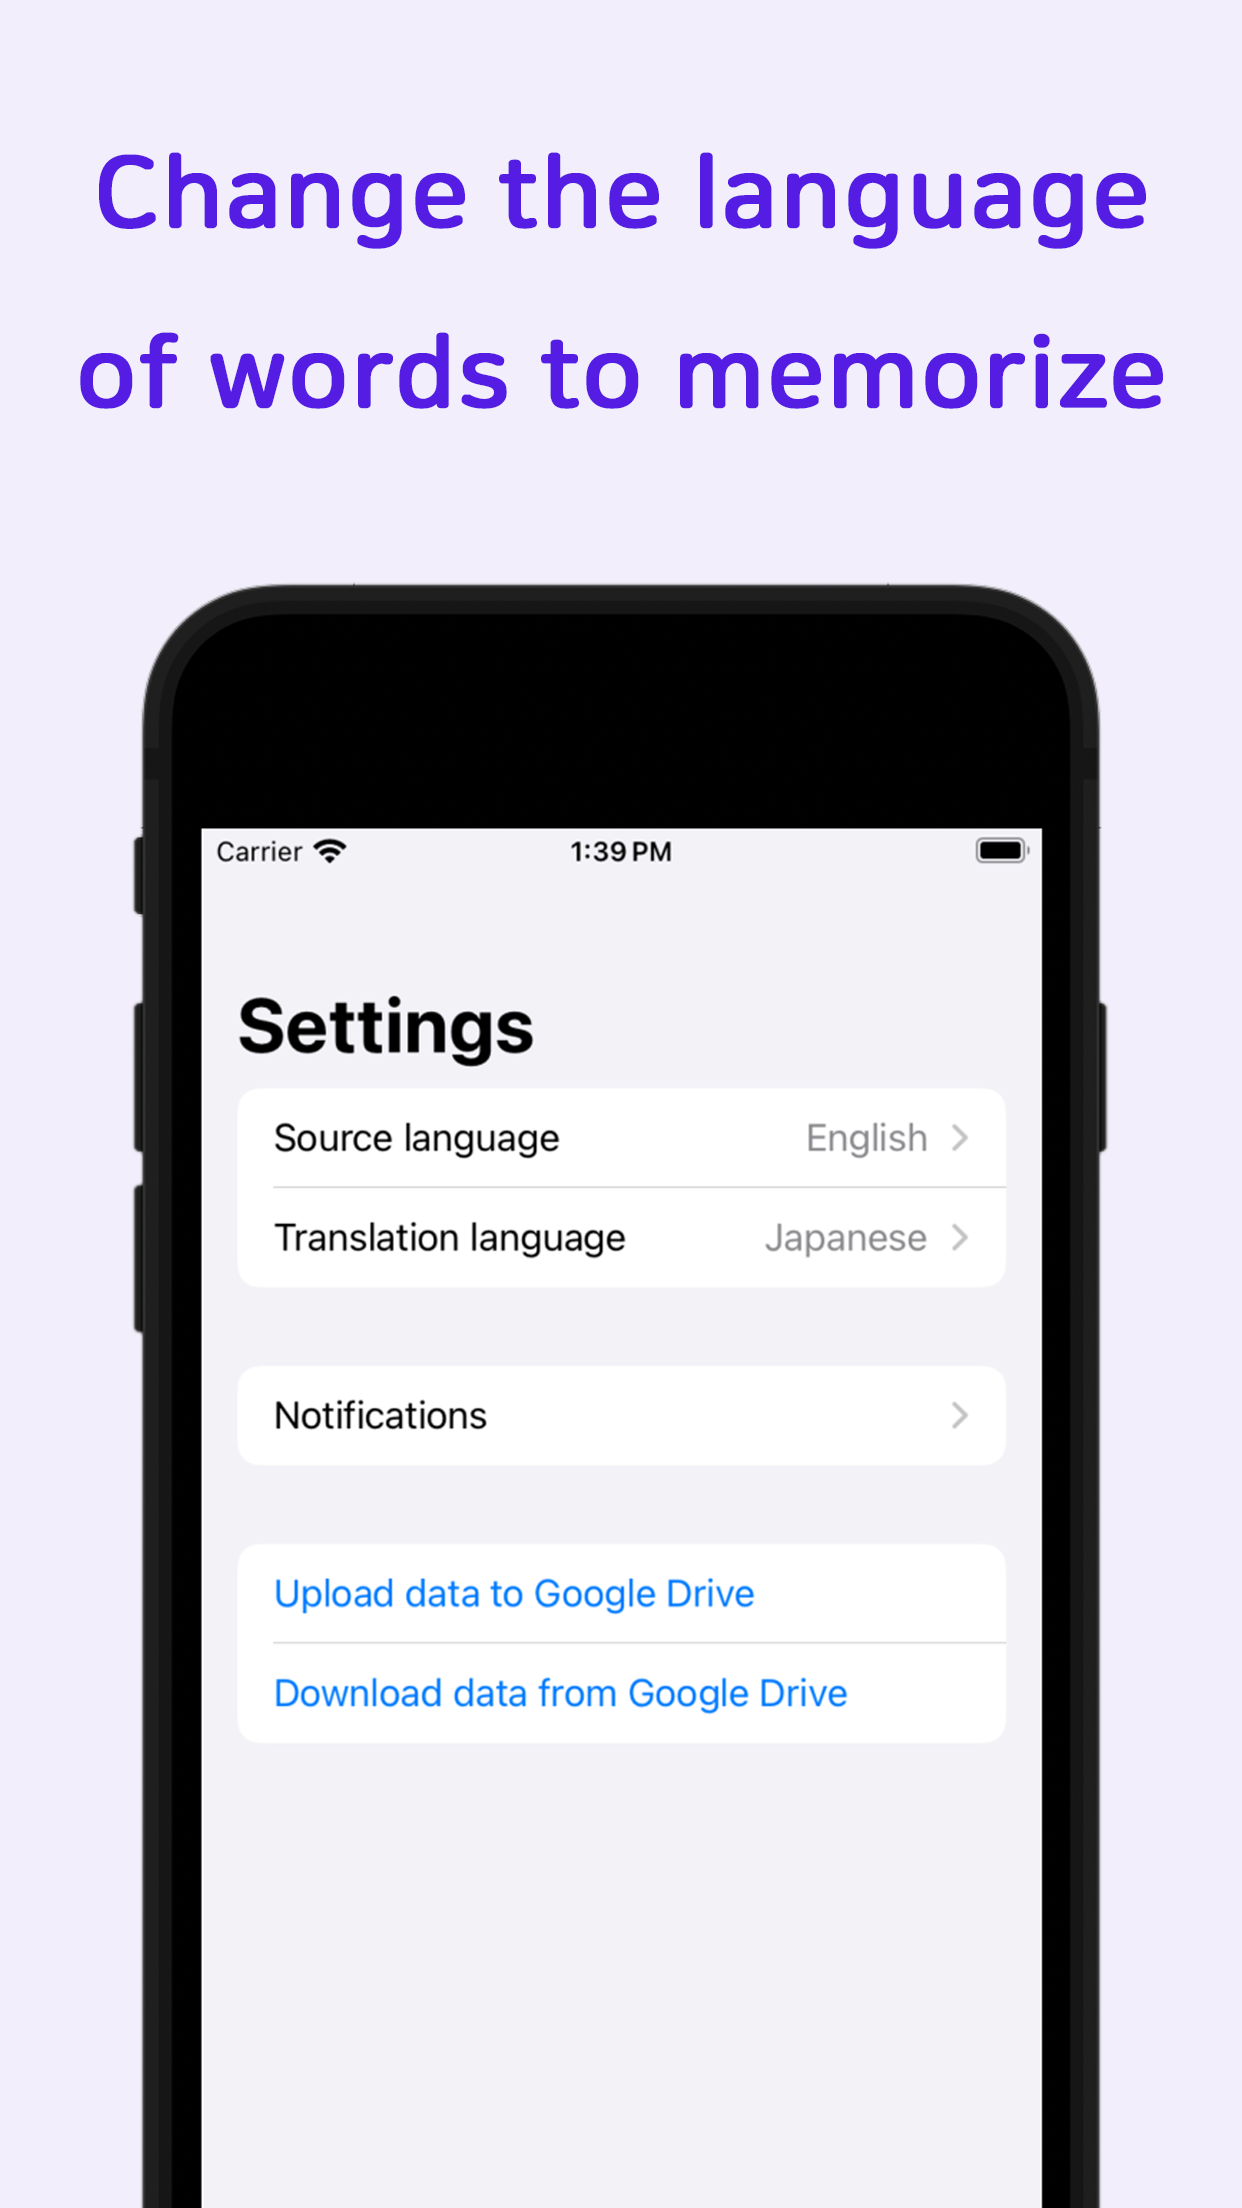 Change the language
of words to memorize
Carrier 1:39 PM
Settings
Source language English
Translation language Japanese
Notifications
Upload data to Google Drive
Download data from Google Drive